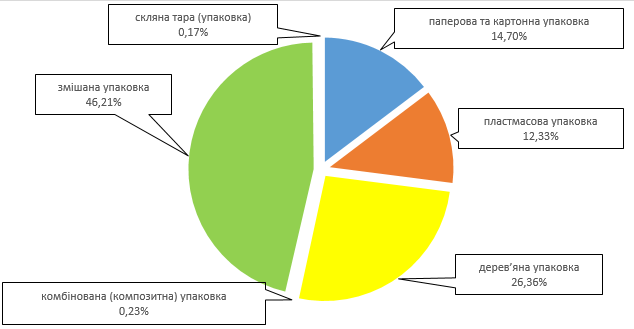 скляна тара (упаковка)
0,17%
паперова та картонна упаковка
14,70%
змішана упаковка
46,21%
пластмасова упаковка
12,33%
дерев’яна упаковка
26,36%
комбінована (композитна) упаковка
0,23%